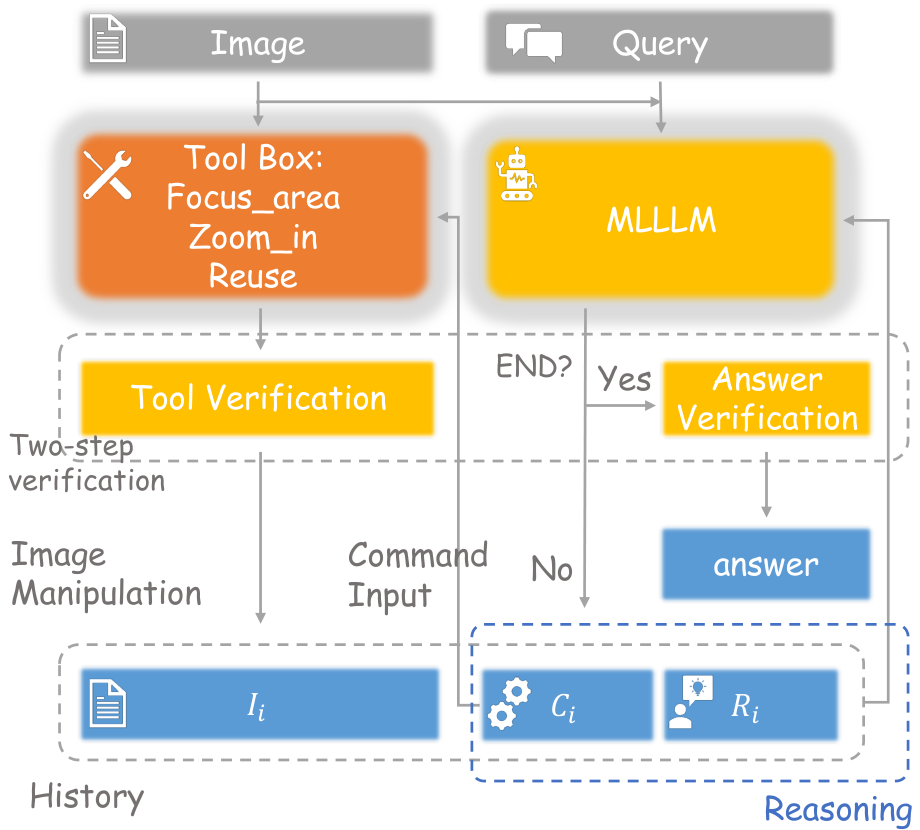 Image
Query
Tool Box:
Focus_area
Zoom_in
Reuse
MLLLM
END?
Yes
Tool Verification
Answer
Verification
Two-step
verification
Image
Manipulation
Command
Input
No
answer
I_i
C_i
R_i
History
Reasoning